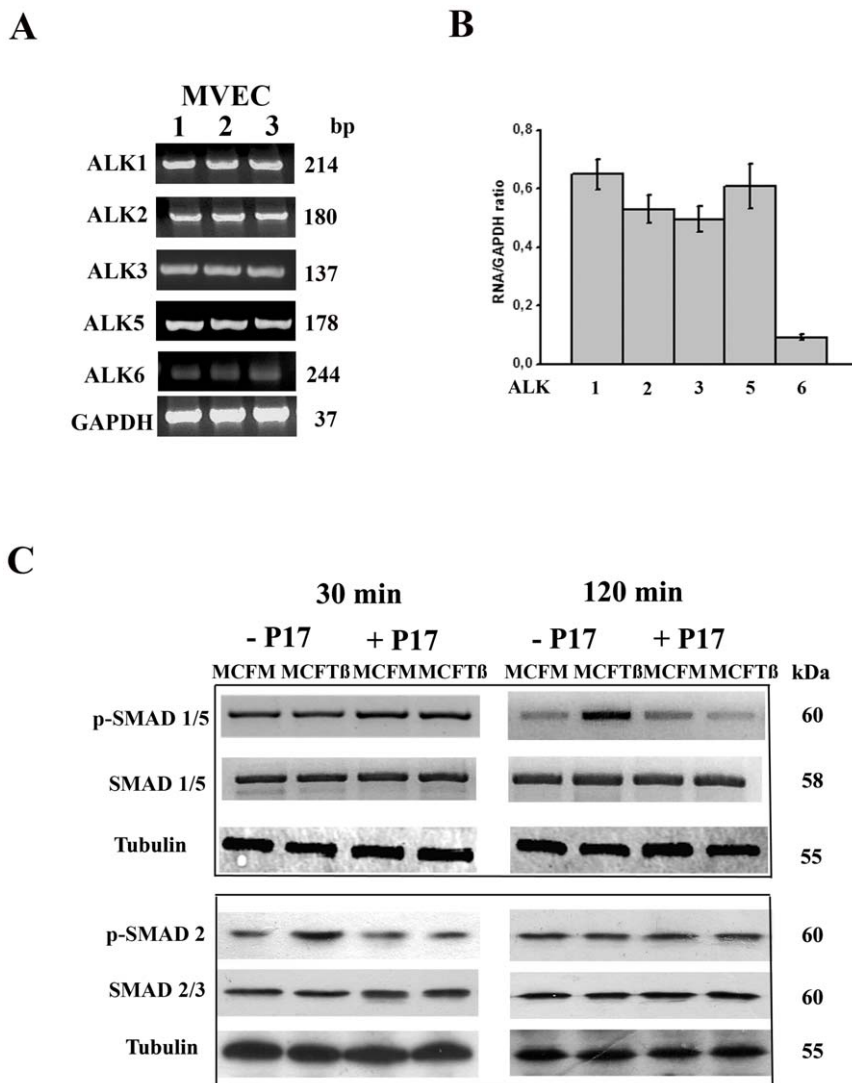 A
MVEC
1 2 3 bp
ALK1 214
ALK2 180
ALK3 137
ALK5 178
ALK6 244
GAPDH 37
B
RNA/GAPDH ratio
0,8
0,6
0,4
0,2
0,0
ALK 1 2 3 5 6
C
30 min 120 min
- P17 + P17 - P17 + P17
MCFM MCFTß MCFM MCFTß MCFM MCFTß MCFM MCFTß kDa
p-SMAD 1/5 60
SMAD 1/5 58
Tubulin 55
p-SMAD 2 60
SMAD 2/3 60
Tubulin 55